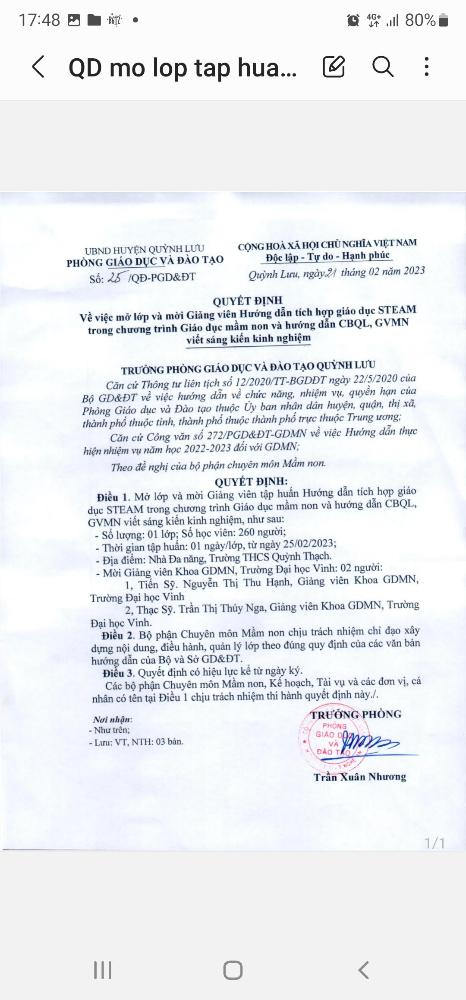 17:48 B612 4G+ 80%
QD mo lop tap hua...
UBND HUYỆN QUỲNH LƯU
PHÒNG GIÁO DỤC VÀ ĐÀO TẠO
Số: 25 /QĐ-PGD&ĐT
CỘNG HOÀ XÃ HỘI CHỦ NGHĨA VIỆT NAM
Độc lập - Tự do - Hạnh phúc
Quỳnh Lưu, ngày 21 tháng 02 năm 2023
QUYẾT ĐỊNH
Về việc mở lớp và mời Giảng viên Hướng dẫn tích hợp giáo dục STEAM
trong chương trình Giáo dục mầm non và hướng dẫn CBQL, GVMN
viết sáng kiến kinh nghiệm
TRƯỞNG PHÒNG GIÁO DỤC VÀ ĐÀO TẠO QUỲNH LƯU
Căn cứ Thông tư liên tịch số 12/2020/TT-BGDĐT ngày 22/5/2020 của
Bộ GD&ĐT về việc hướng dẫn về chức năng, nhiệm vụ, quyền hạn của
Phòng Giáo dục và Đào tạo thuộc Ủy ban nhân dân huyện, quận, thị xã,
thành phố thuộc tỉnh, thành phố thuộc thành phố trực thuộc Trung ương;
Căn cứ Công văn số 272/PGD&ĐT-GDMN về việc Hướng dẫn thực
hiện nhiệm vụ năm học 2022-2023 đối với GDMN;
Theo đề nghị của bộ phận chuyên môn Mầm non.
QUYẾT ĐỊNH:
Điều 1. Mở lớp và mời Giảng viên tập huấn Hướng dẫn tích hợp giáo
dục STEAM trong chương trình Giáo dục mầm non và hướng dẫn CBQL,
GVMN viết sáng kiến kinh nghiệm, như sau:
- Số lượng: 01 lớp; Số học viên: 260 người;
- Thời gian tập huấn: 01 ngày/lớp, từ ngày 25/02/2023;
- Địa điểm: Nhà Đa năng, Trường THCS Quỳnh Thạch.
- Mời Giảng viên Khoa GDMN, Trường Đại học Vinh: 02 người:
1, Tiến Sỹ. Nguyễn Thị Thu Hạnh, Giảng viên Khoa GDMN,
Trường Đại học Vinh
2, Thạc Sỹ. Trần Thị Thúy Nga, Giảng viên Khoa GDMN, Trường
Đại học Vinh.
Điều 2. Bộ phận Chuyên môn Mầm non chịu trách nhiệm chỉ đạo xây
dựng nội dung, điều hành, quản lý lớp theo đúng quy định của các văn bản
hướng dẫn của Bộ và Sở GD&ĐT.
Điều 3. Quyết định có hiệu lực kể từ ngày ký.
Các bộ phận Chuyên môn Mầm non, Kế hoạch, Tài vụ và các đơn vị, cá
nhân có tên tại Điều 1 chịu trách nhiệm thi hành quyết định này./.
Nơi nhận:
- Như trên;
- Lưu: VT, NTH: 03 bản.
TRƯỞNG PHÒNG
PHÒNG
GIÁO DỤC
VÀ
ĐÀO TẠO
T.NGHỆ AN
Trần Xuân Nhương
1/1